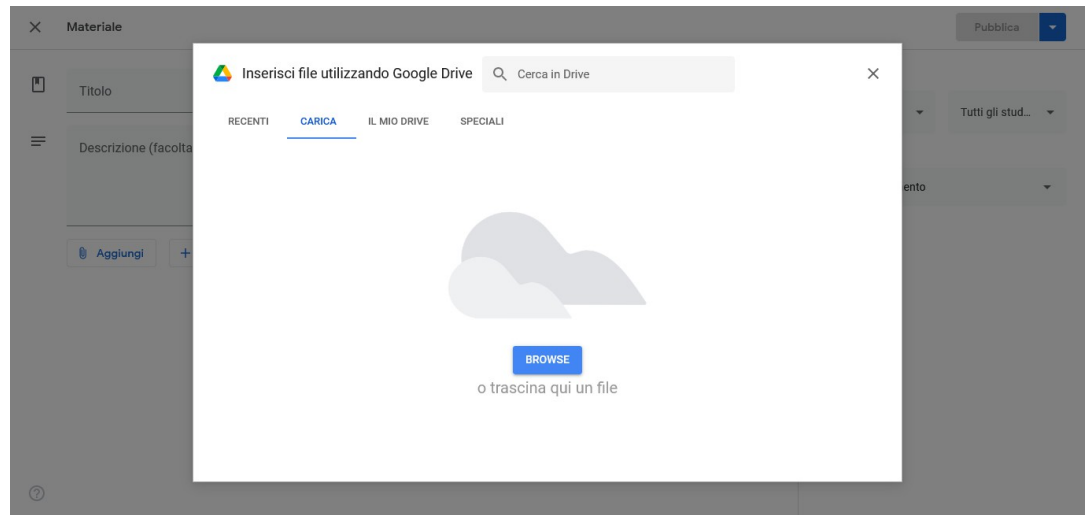 Materiale
Pubblica
Inserisci file utilizzando Google Drive
Cerca in Drive
Titolo
RECENTI
CARICA
IL MIO DRIVE
SPECIALI
Tutti gli stud...
Descrizione (facolta
ento
Aggiungi
BROWSE
o trascina qui un file